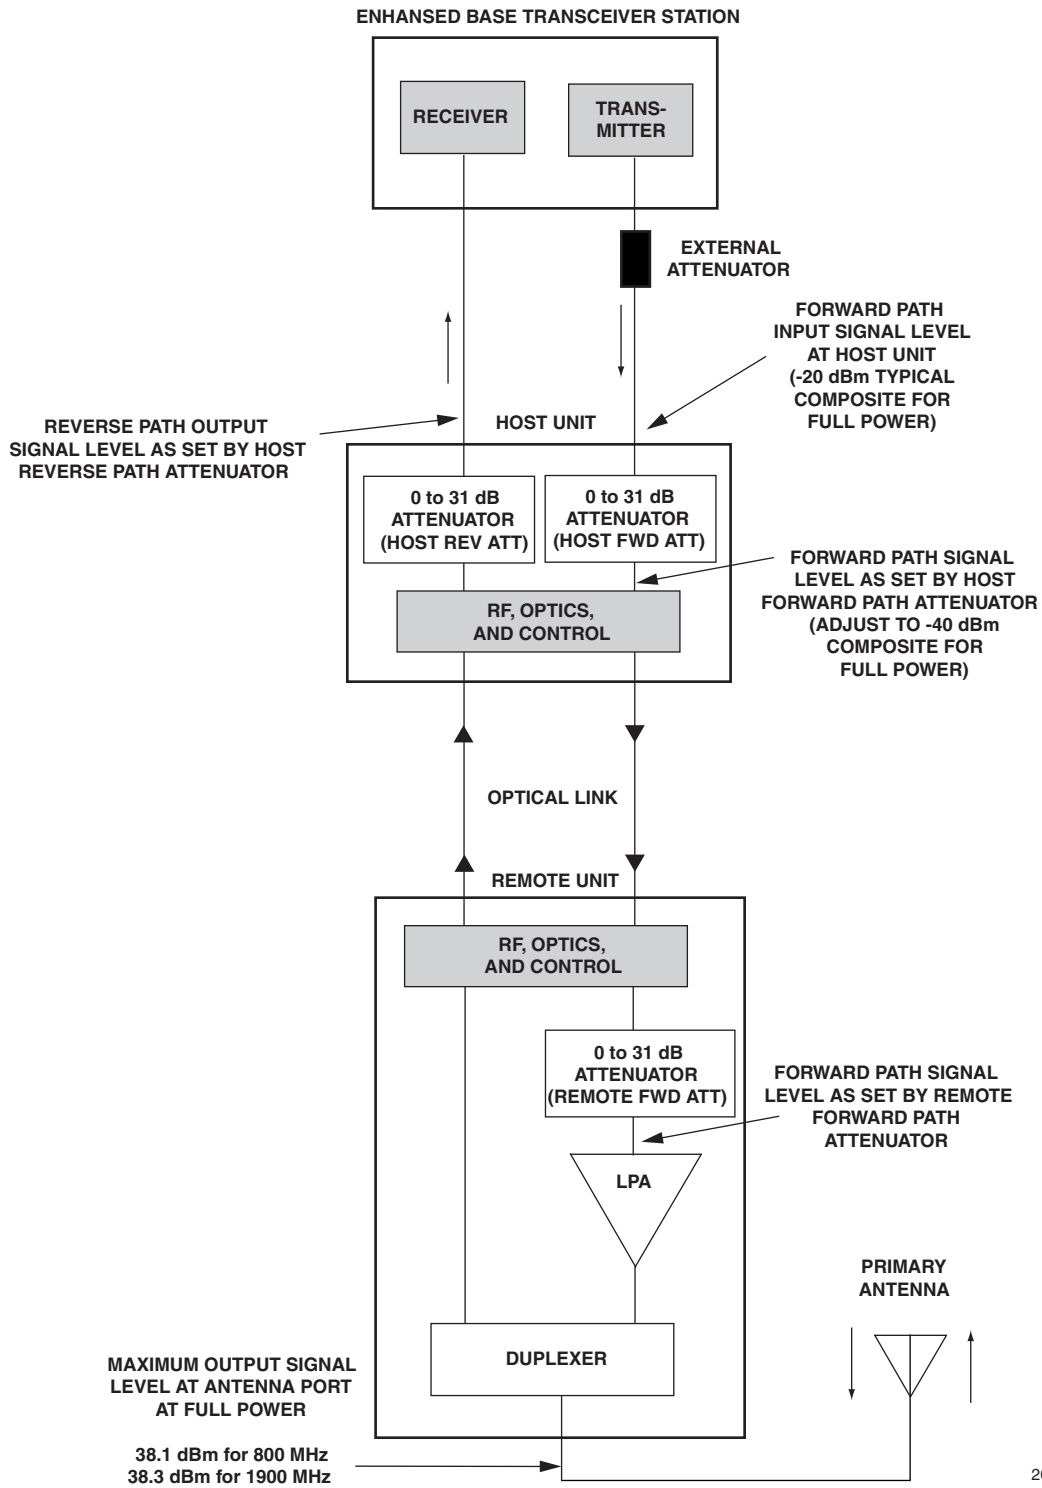 ENHANSED BASE TRANSCEIVER STATION
RECEIVER
TRANS-
MITTER
EXTERNAL
ATTENUATOR
FORWARD PATH
INPUT SIGNAL LEVEL
AT HOST UNIT
(-20 dBm TYPICAL
COMPOSITE FOR
FULL POWER)
REVERSE PATH OUTPUT
SIGNAL LEVEL AS SET BY HOST
REVERSE PATH ATTENUATOR
HOST UNIT
0 to 31 dB
ATTENUATOR
(HOST REV ATT)
0 to 31 dB
ATTENUATOR
(HOST FWD ATT)
FORWARD PATH SIGNAL
LEVEL AS SET BY HOST
FORWARD PATH ATTENUATOR
(ADJUST TO -40 dBm
COMPOSITE FOR
FULL POWER)
RF, OPTICS,
AND CONTROL
OPTICAL LINK
REMOTE UNIT
RF, OPTICS,
AND CONTROL
0 to 31 dB
ATTENUATOR
(REMOTE FWD ATT)
FORWARD PATH SIGNAL
LEVEL AS SET BY REMOTE
FORWARD PATH
ATTENUATOR
LPA
PRIMARY
ANTENNA
DUPLEXER
MAXIMUM OUTPUT SIGNAL
LEVEL AT ANTENNA PORT
AT FULL POWER
38.1 dBm for 800 MHz
38.3 dBm for 1900 MHz